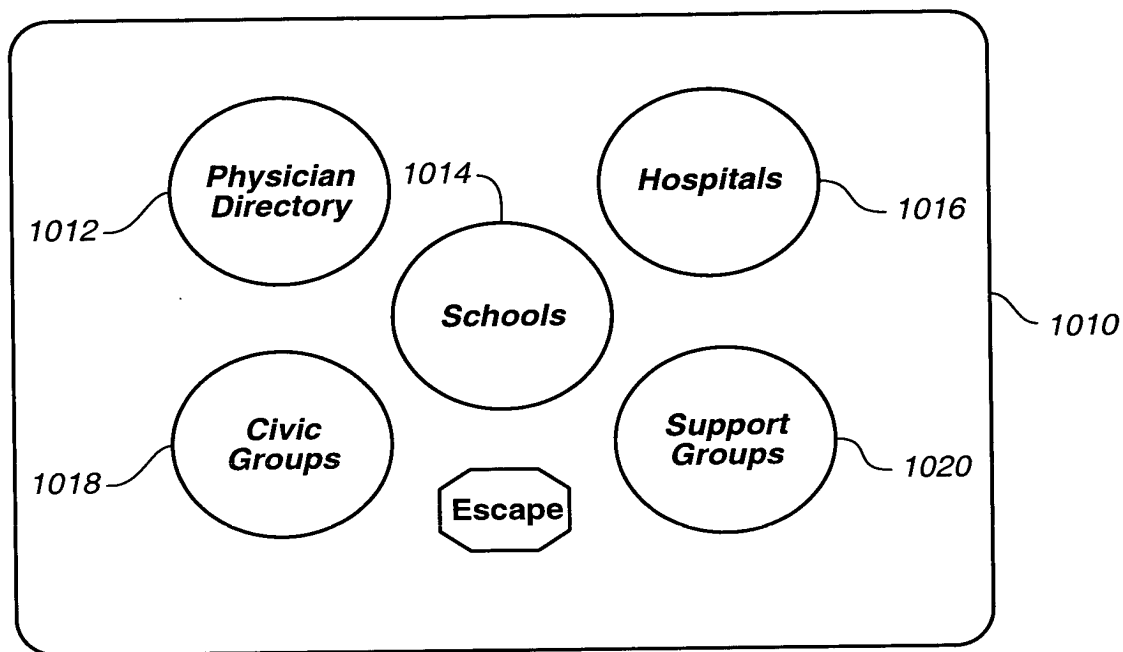 Physician
Directory
1012
1014
Hospitals
1016
Schools
1010
Civic
Groups
1018
Support
Groups
1020
Escape